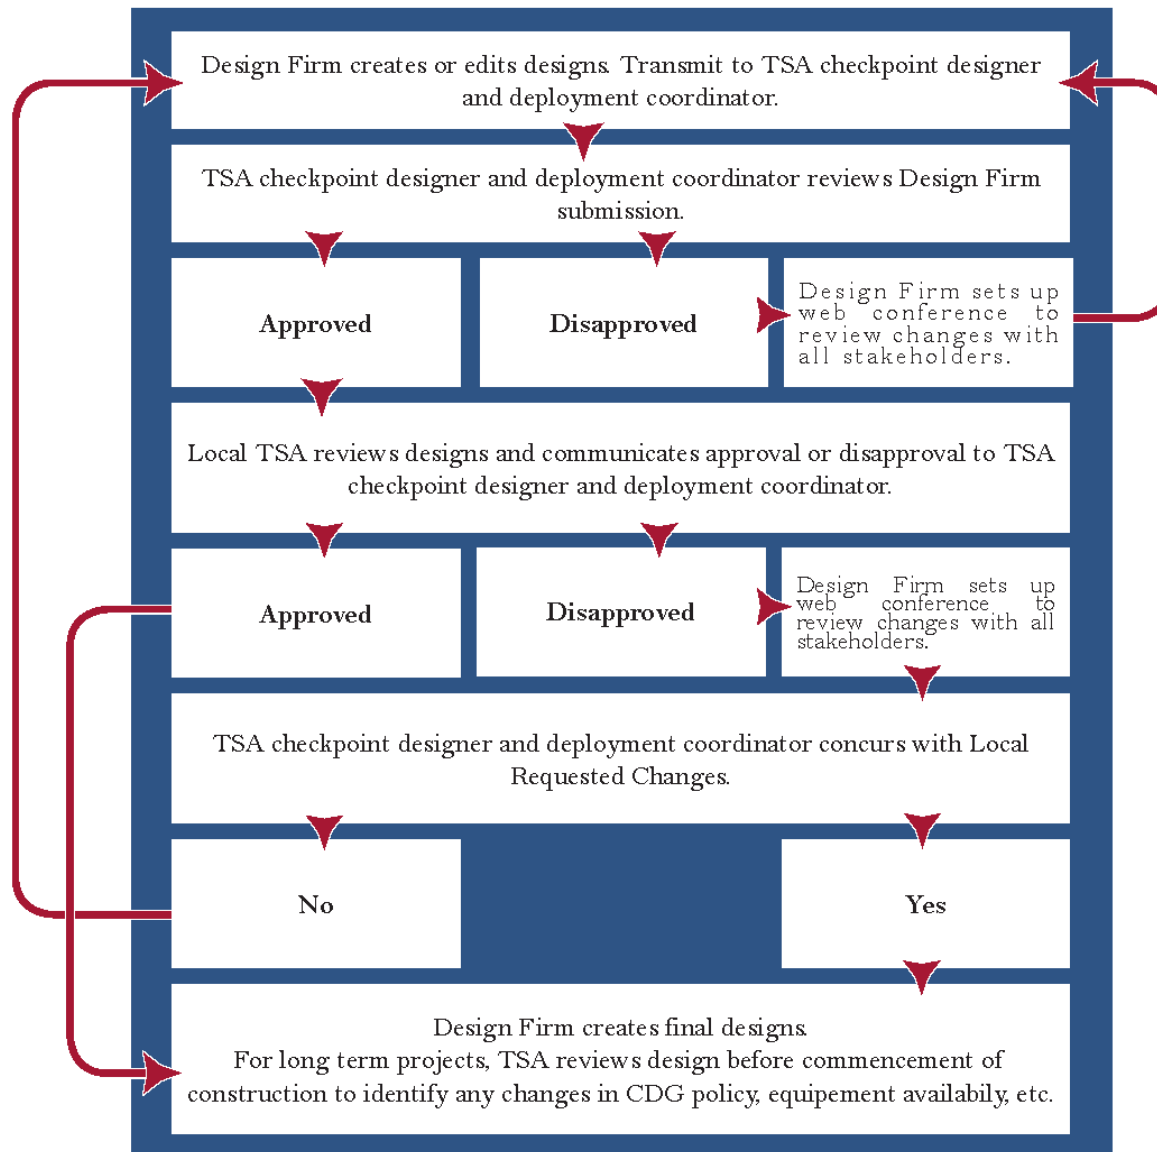 Design Firm creates or edits designs. Transmit to TSA checkpoint designer
and deployment coordinator.
TSA checkpoint designer and deployment coordinator reviews Design Firm
submission.
Approved
Disapproved
Design Firm sets up
web conference to
review changes with
all stakeholders.
Local TSA reviews designs and communicates approval or disapproval to TSA
checkpoint designer and deployment coordinator.
Approved
Disapproved
Design Firm sets up
web conference to
review changes with all
stakeholders.
TSA checkpoint designer and deployment coordinator concurs with Local
Requested Changes.
No
Yes
Design Firm creates final designs.
For long term projects, TSA reviews design before commencement of
construction to identify any changes in CDG policy, equipement availabily, etc.